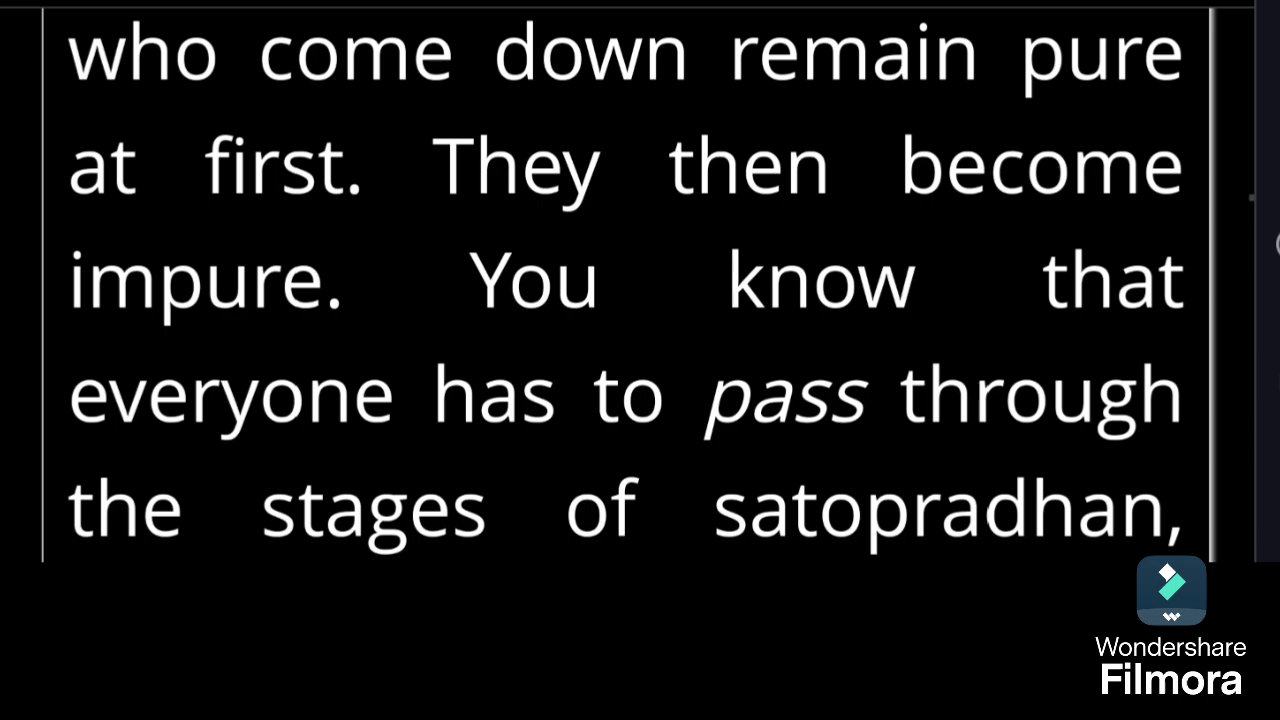 who come down remain pure
at first. They then become
impure. You know that
everyone has to pass through
the stages of satopradhan,
Wondershare
Filmora